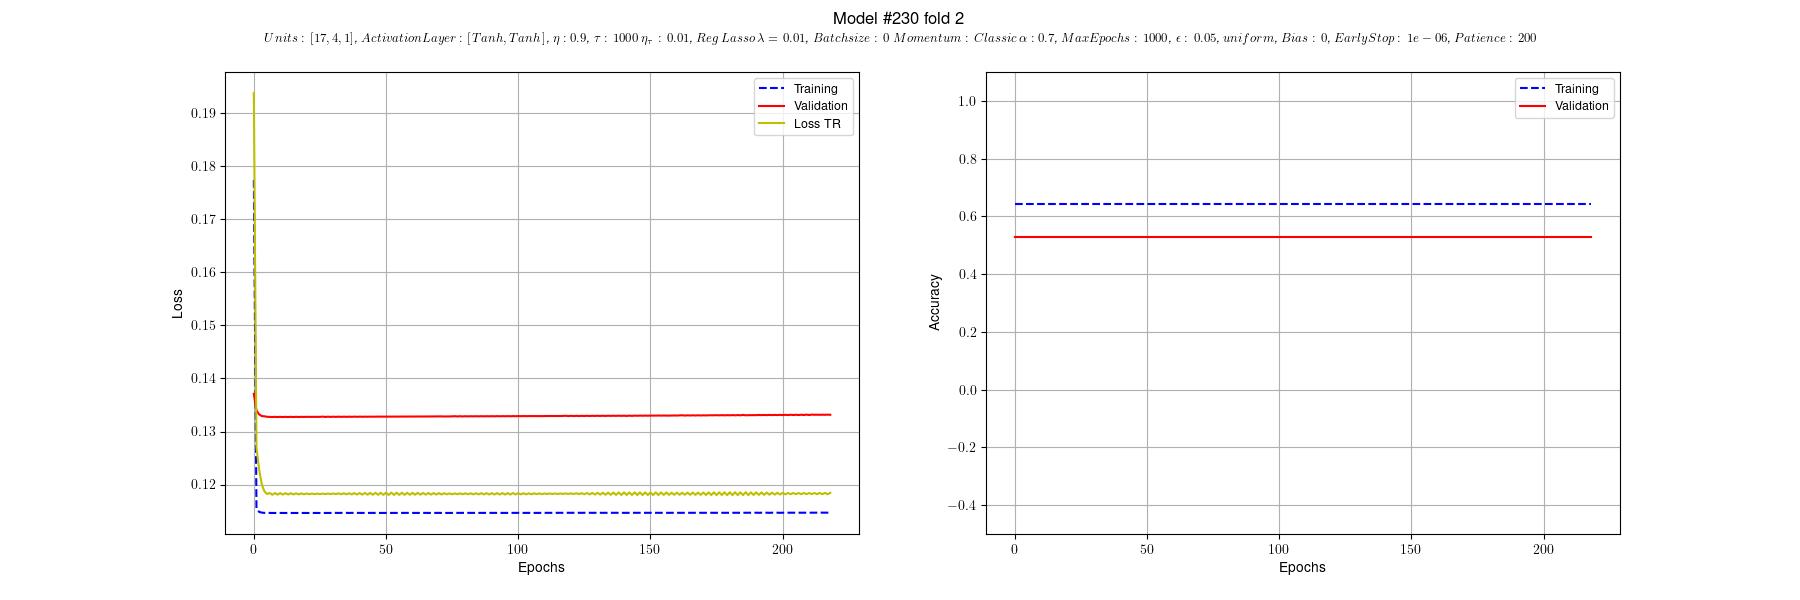 Model #230 fold 2
Units : [17, 4, 1], ActivationLayer : [Tanh, Tanh], η : 0.9, τ : 1000 η_τ : 0.01, Reg Lasso λ = 0.01, Batchsize : 0 Momentum : Classic α : 0.7, MaxEpochs : 1000, ϵ : 0.05, uniform, Bias : 0, EarlyStop : 1e − 06, Patience : 200
Training
Validation
Loss TR
0.19
0.18
0.17
0.16
0.15
0.14
0.13
0.12
Loss
0
50
100
150
200
Epochs
Training
Validation
1.0
0.8
0.6
0.4
0.2
0.0
−0.2
−0.4
Accuracy
0
50
100
150
200
Epochs